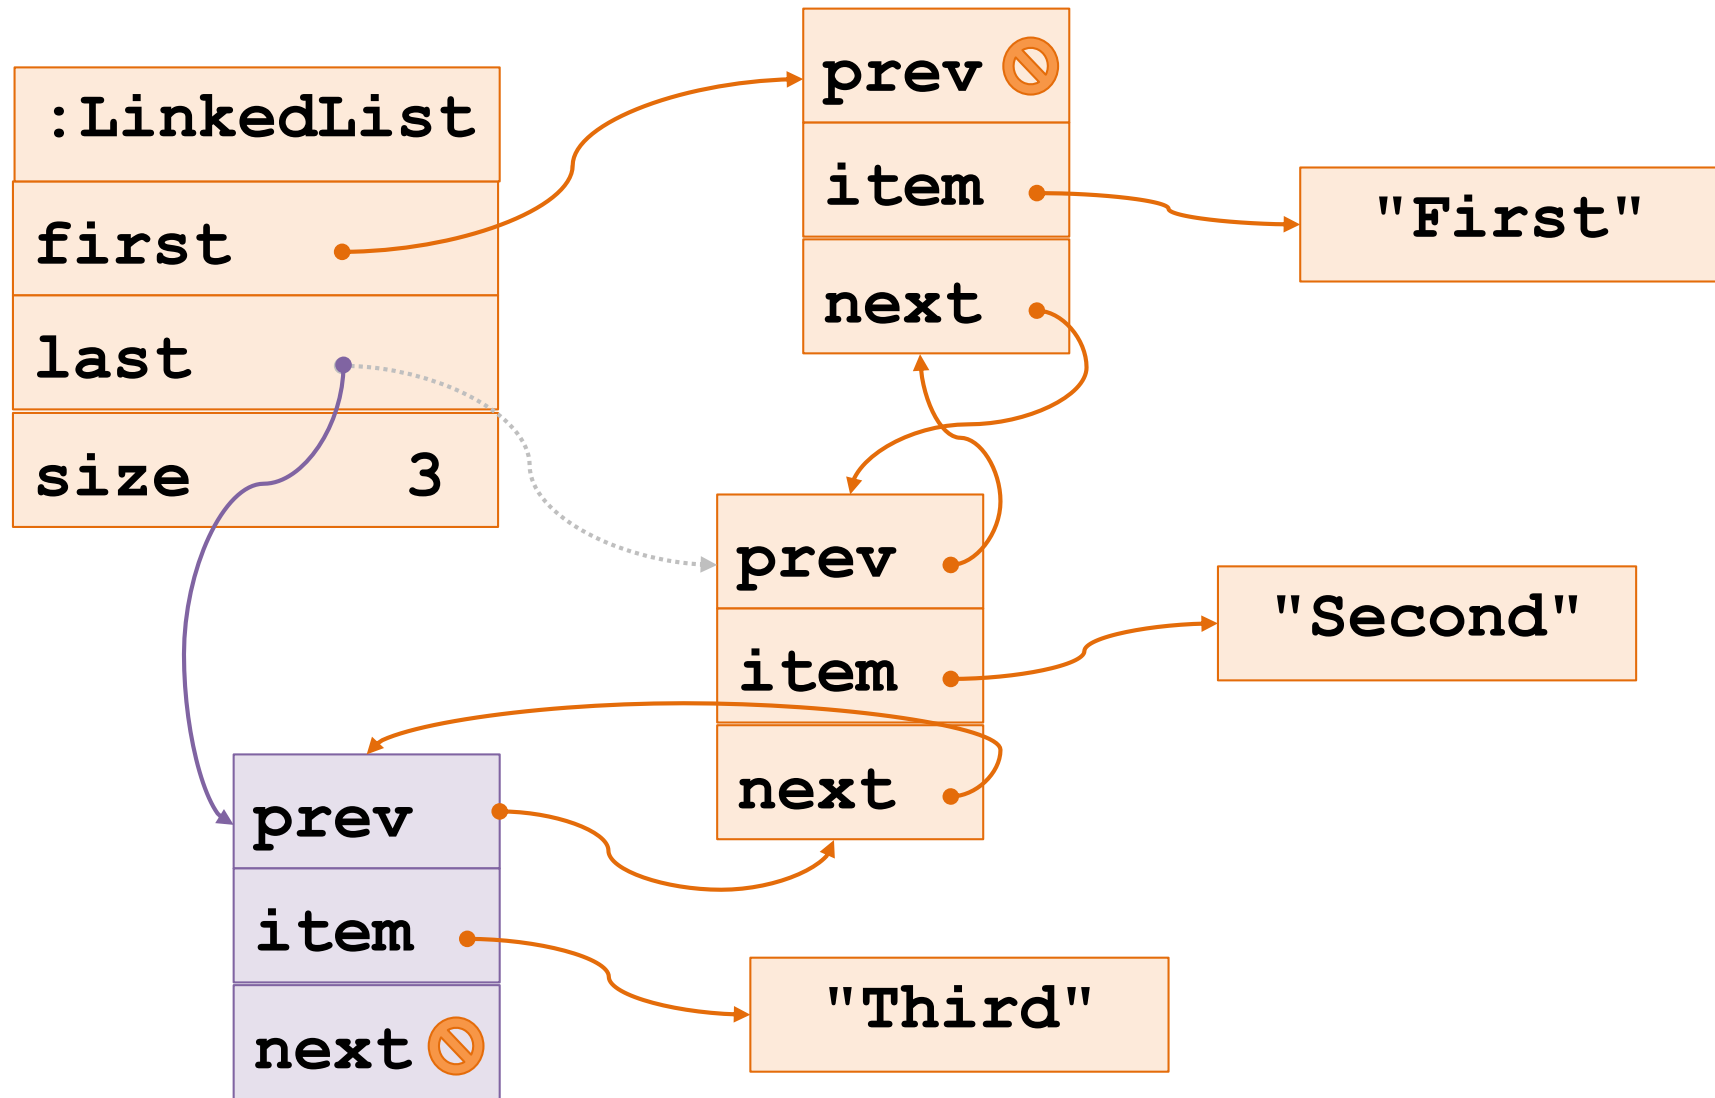 :LinkedList
first
last
size 3
prev
item
next
"First"
prev
item
next
"Second"
prev
item
next
"Third"